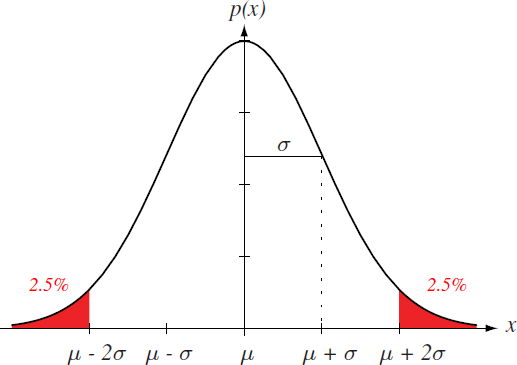 p(x)
σ
2.5% 2.5%
x
μ - 2σ μ - σ μ μ + σ μ + 2σ